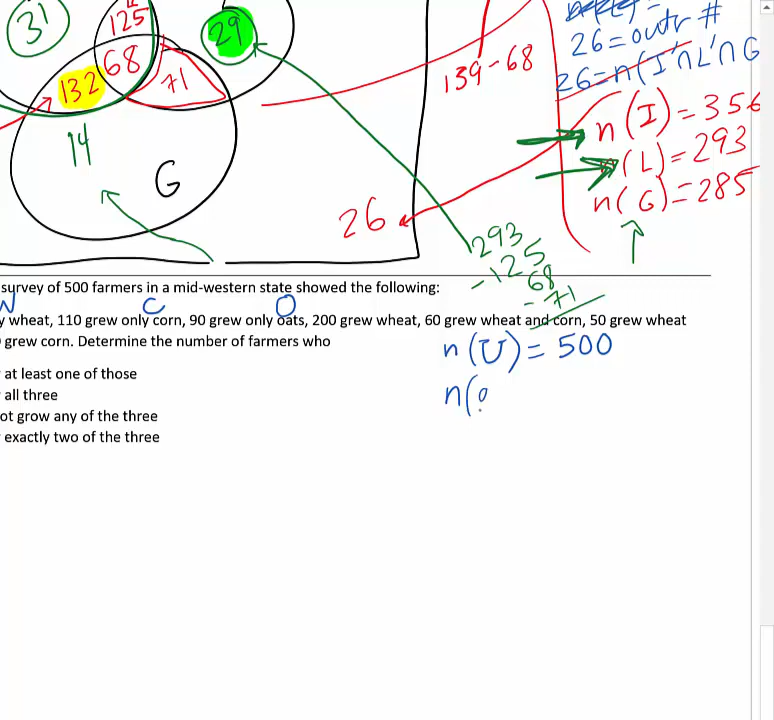 31
125
29
68
132
71
14
G
26
139-68
26=outr #
26=n(I'∩L'∩G
n(I)=356
n(L)=293
n(G)=285
293
-125
68
-71
survey of 500 farmers in a mid-western state showed the following:
C O
wheat, 110 grew only corn, 90 grew only oats, 200 grew wheat, 60 grew wheat and corn, 50 grew wheat
grew corn. Determine the number of farmers who
n(U)=500
at least one of those
all three
n(
ot grow any of the three
exactly two of the three